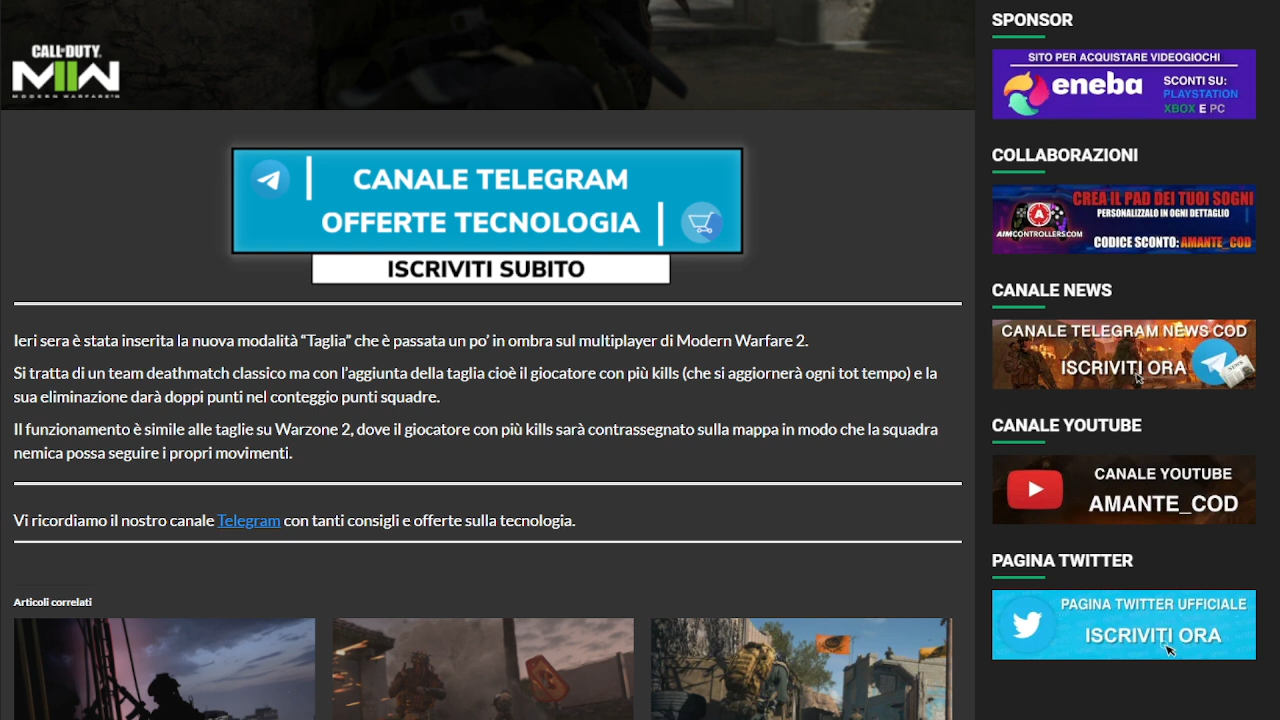 CALL OF DUTY.
MWII
MODERN WARFARE II
CANALE TELEGRAM
OFFERTE TECNOLOGIA
ISCRIVITI SUBITO
Ieri sera è stata inserita la nuova modalità “Taglia” che è passata un po’ in ombra sul multiplayer di Modern Warfare 2.
Si tratta di un team deathmatch classico ma con l’aggiunta della taglia cioè il giocatore con più kills (che si aggiornerà ogni tot tempo) e la
sua eliminazione darà doppi punti nel conteggio punti squadre.
Il funzionamento è simile alle taglie su Warzone 2, dove il giocatore con più kills sarà contrassegnato sulla mappa in modo che la squadra
nemica possa seguire i propri movimenti.
Vi ricordiamo il nostro canale Telegram con tanti consigli e offerte sulla tecnologia.
Articoli correlati
SPONSOR
SITO PER ACQUISTARE VIDEOGIOCHI
eneba
SCONTI SU:
PLAYSTATION
XBOX E PC
COLLABORAZIONI
CREA IL PAD DEI TUOI SOGNI
PERSONALIZZALO IN OGNI DETTAGLIO
AIMCONTROLLERS.COM
CODICE SCONTO: AMANTE_COD
CANALE NEWS
CANALE TELEGRAM NEWS COD
ISCRIVITI ORA
CANALE YOUTUBE
CANALE YOUTUBE
AMANTE_COD
PAGINA TWITTER
PAGINA TWITTER UFFICIALE
ISCRIVITI ORA